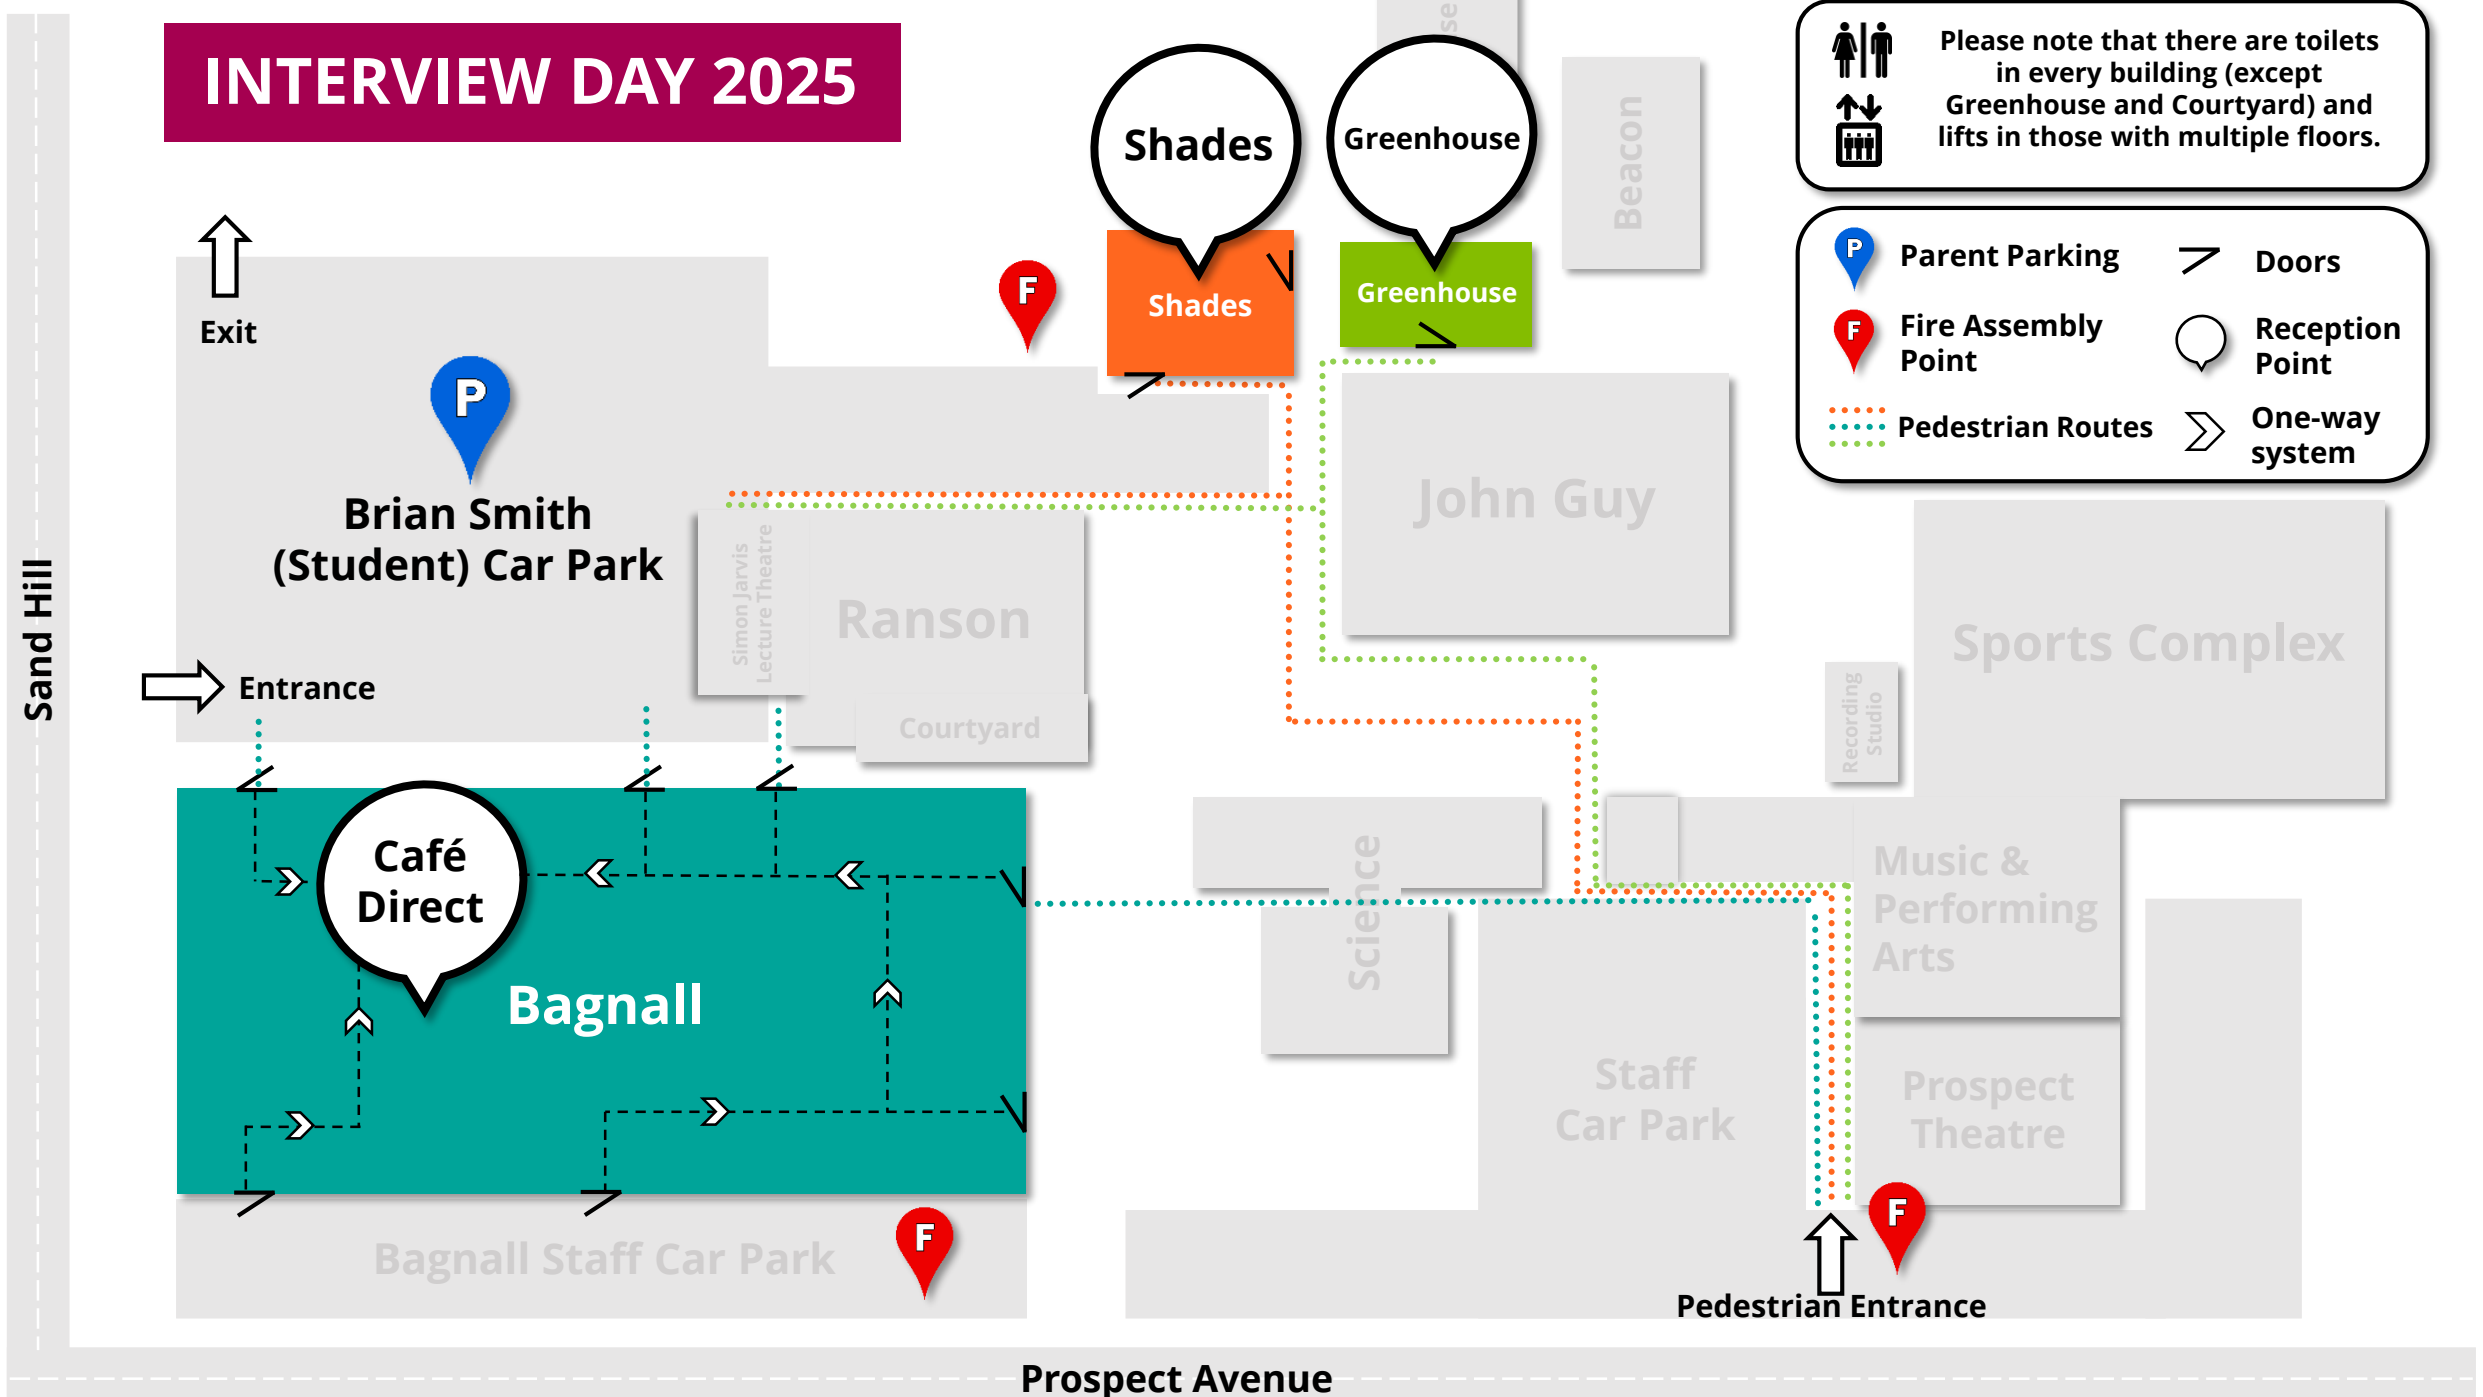 INTERVIEW DAY 2025
se
Shades
Greenhouse
Beacon
Please note that there are toilets
in every building (except
Greenhouse and Courtyard) and
lifts in those with multiple floors.
P
Parent Parking
Doors
F
Fire Assembly
Point
Reception
Point
Pedestrian Routes
One-way
system
Exit
F
Shades
Greenhouse
P
Brian Smith
(Student) Car Park
Sand Hill
Entrance
Simon Jarvis
Lecture Theatre
Ranson
Courtyard
John Guy
Sports Complex
Recording
Studio
Café
Direct
Bagnall
Science
Music &
Performing
Arts
Staff
Car Park
Prospect
Theatre
Bagnall Staff Car Park
F
F
Pedestrian Entrance
Prospect Avenue